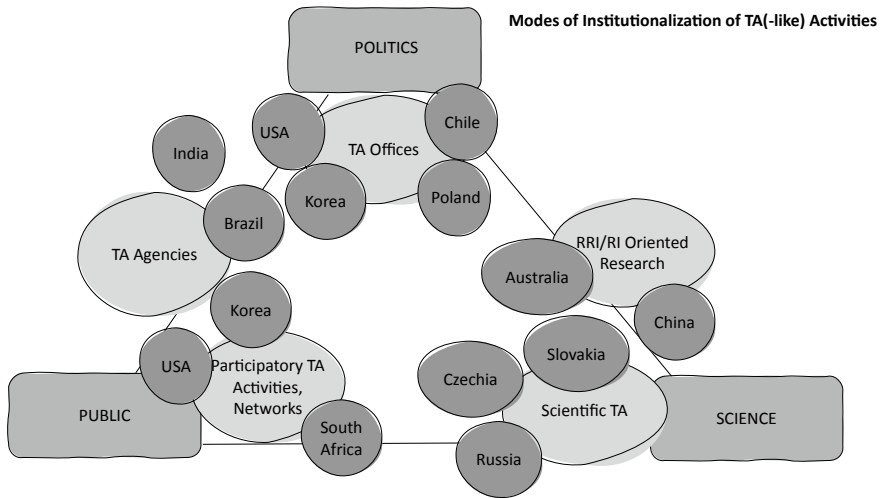 Modes of Institutionalization of TA(-like) Activities
POLITICS
USA
Chile
India
TA Offices
Korea
Poland
Brazil
TA Agencies
RRI/RI Oriented
Research
Australia
Korea
China
Slovakia
USA
Participatory TA
Activities,
Networks
Czechia
PUBLIC
Scientific TA
SCIENCE
South
Africa
Russia